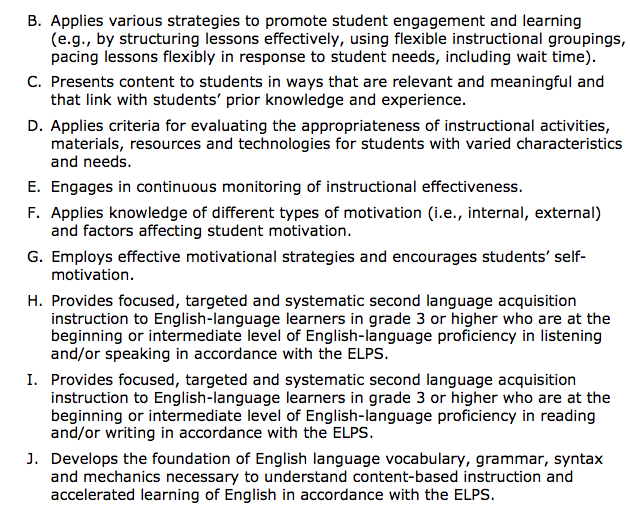 B. Applies various strategies to promote student engagement and learning
(e.g., by structuring lessons effectively, using flexible instructional groupings,
pacing lessons flexibly in response to student needs, including wait time).
C. Presents content to students in ways that are relevant and meaningful and
that link with students’ prior knowledge and experience.
D. Applies criteria for evaluating the appropriateness of instructional activities,
materials, resources and technologies for students with varied characteristics
and needs.
E. Engages in continuous monitoring of instructional effectiveness.
F. Applies knowledge of different types of motivation (i.e., internal, external)
and factors affecting student motivation.
G. Employs effective motivational strategies and encourages students’ self-
motivation.
H. Provides focused, targeted and systematic second language acquisition
instruction to English-language learners in grade 3 or higher who are at the
beginning or intermediate level of English-language proficiency in listening
and/or speaking in accordance with the ELPS.
I. Provides focused, targeted and systematic second language acquisition
instruction to English-language learners in grade 3 or higher who are at the
beginning or intermediate level of English-language proficiency in reading
and/or writing in accordance with the ELPS.
J. Develops the foundation of English language vocabulary, grammar, syntax
and mechanics necessary to understand content-based instruction and
accelerated learning of English in accordance with the ELPS.